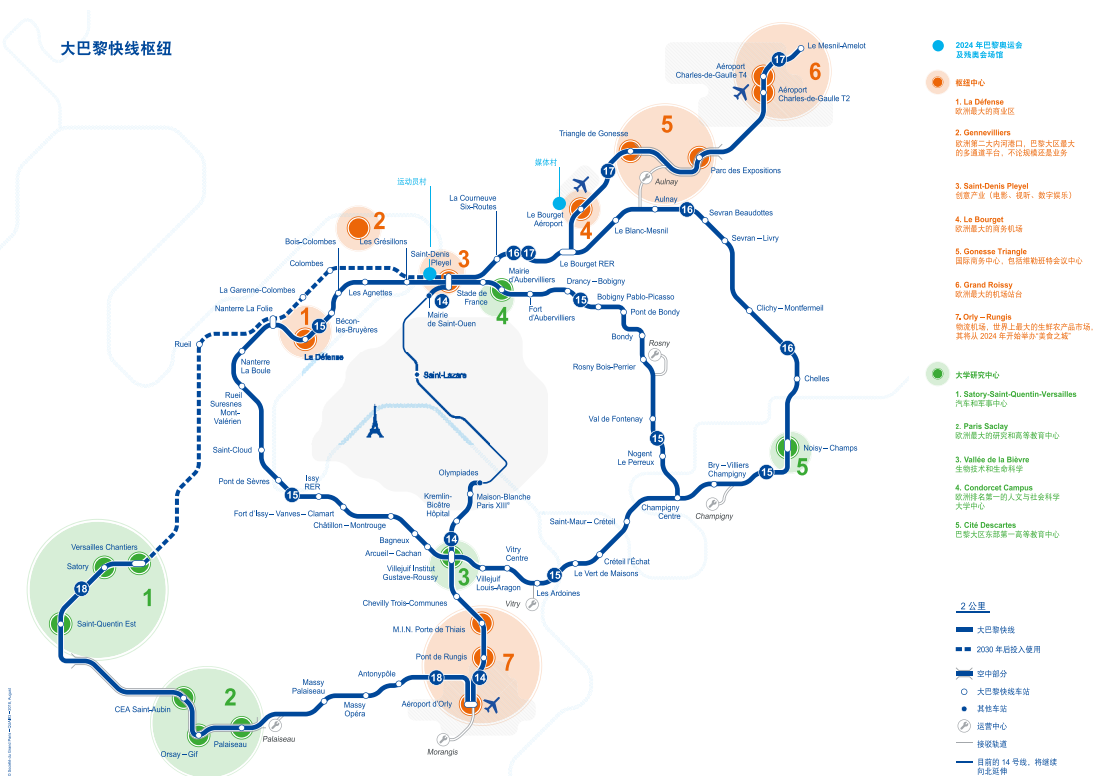 大巴黎快线枢纽
Le Mesnil-Amelot
17
6
Aéroport
Charles-de-Gaulle T4
Aéroport
Charles-de-Gaulle T2
5
Triangle de Gonesse
Parc des Expositions
17
Aulnay
媒体村
运动员村
Le Bourget
Aéroport
4
Aulnay
16
Sevran Beaudottes
Le Blanc-Mesnil
Sevran – Livry
La Courneuve
Six-Routes
16
17
Le Bourget RER
2
Bois-Colombes
Les Grésillons
Colombes
Saint-Denis
Pleyel
3
Mairie
d'Aubervilliers
Drancy – Bobigny
La Garenne-Colombes
Les Agnettes
Stade de
France
14
15
Bobigny Pablo-Picasso
Nanterre La Folie
1
15
Bécon-
les-Bruyères
Mairie
de Saint-Ouen
4
Fort
d'Aubervilliers
Pont de Bondy
Clichy – Montfermeil
Bondy
Rosny
Rueil
La Défense
16
Nanterre
La Boule
Saint-Lazare
Rosny Bois-Perrier
Chelles
Rueil
Suresnes
Mont-
Valérien
Val de Fontenay
15
Saint-Cloud
Noisy – Champs
5
Nogent
Le Perreux
Bry – Villiers
Champigny
15
Olympiades
Pont de Sèvres
Issy
RER
15
Kremlin-
Bicêtre
Hôpital
Maison-Blanche
Paris XIIIᵉ
Champigny
Centre
Champigny
Fort d'Issy – Vanves – Clamart
Châtillon – Montrouge
Saint-Maur – Créteil
Bagneux
14
Arcueil – Cachan
Vitry
Centre
Créteil l'Échat
Villejuif Institut
Gustave-Roussy
3
Villejuif
Louis-Aragon
15
Le Vert de Maisons
Les Ardoines
Vitry
Chevilly Trois-Communes
Versailles Chantiers
Satory
18
1
Saint-Quentin Est
M.I.N. Porte de Thiais
Pont de Rungis
7
Antonypôle
18
14
Massy
Palaiseau
Massy
Opéra
Aéroport d'Orly
2
CEA Saint-Aubin
Orsay – Gif
Palaiseau
Palaiseau
Morangis
2024 年巴黎奥运会
及残奥会场馆
枢纽中心
1. La Défense
欧洲最大的商业区
2. Gennevilliers
欧洲第二大内河港口，巴黎大区最大
的多通道平台，不论规模还是业务
3. Saint-Denis Pleyel
创意产业（电影、视听、数字娱乐）
4. Le Bourget
欧洲最大的商务机场
5. Gonesse Triangle
国际商务中心，包括维勒班特会议中心
6. Grand Roissy
欧洲最大的机场站台
7. Orly – Rungis
物流机场，世界上最大的生鲜农产品市场，
其将从 2024 年开始举办“美食之城”
大学研究中心
1. Satory-Saint-Quentin-Versailles
汽车和军事中心
2. Paris Saclay
欧洲最大的研究和高等教育中心
3. Vallée de la Bièvre
生物技术和生命科学
4. Condorcet Campus
欧洲排名第一的人文与社会科学
大学中心
5. Cité Descartes
巴黎大区东部第一高等教育中心
2 公里
大巴黎快线
2030 年后投入使用
空中部分
大巴黎快线车站
其他车站
运营中心
接驳轨道
目前的 14 号线，将继续
向北延伸